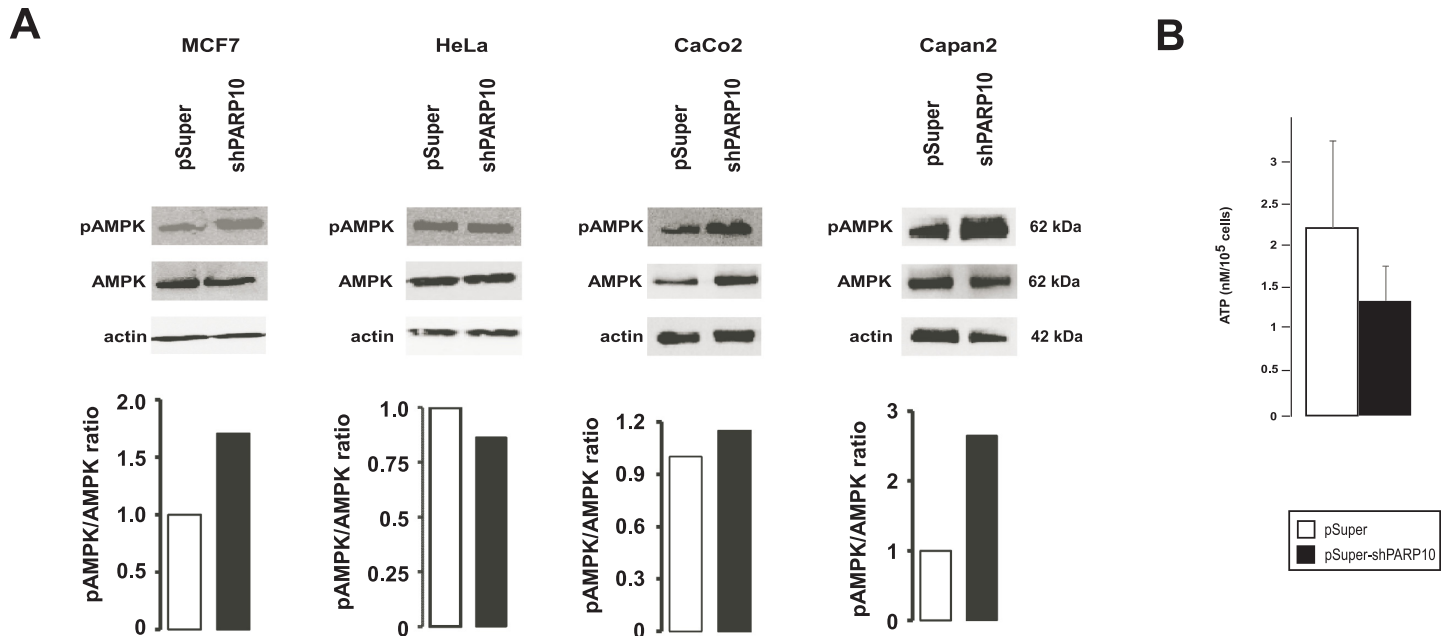 A
B
MCF7
HeLa
CaCo2
Capan2
pSuper
shPARP10
pSuper
shPARP10
pSuper
shPARP10
pSuper
shPARP10
pAMPK
pAMPK
pAMPK
pAMPK
62 kDa
AMPK
AMPK
AMPK
AMPK
62 kDa
actin
actin
actin
actin
42 kDa
pAMPK/AMPK ratio
2.0
1.5
1.0
0.5
0
pAMPK/AMPK ratio
1.0
0.75
0.5
0.25
0
pAMPK/AMPK ratio
1.2
0.9
0.6
0.3
0
pAMPK/AMPK ratio
3
2
1
0
ATP (nM/10⁵ cells)
3
2.5
2
1.5
1
0.5
0
pSuper
pSuper-shPARP10